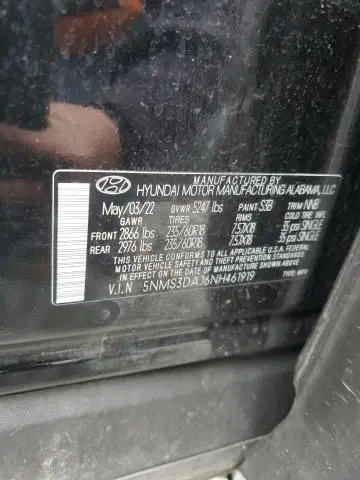 MANUFACTURED BY
HYUNDAI MOTOR MANUFACTURING ALABAMA, LLC
May/03/22 GVWR 5247 lbs PAINT S3B TRIM NNB
GAWR TIRES RIMS COLD TIRE INFL
FRONT 2866 lbs 235/60R18 7.5JX18 35 psi SINGLE
REAR 2976 lbs 235/60R18 7.5JX18 35 psi SINGLE
THIS VEHICLE CONFORMS TO ALL APPLICABLE U.S.A. FEDERAL
MOTOR VEHICLE SAFETY AND THEFT PREVENTION STANDARDS
IN EFFECT ON THE DATE OF MANUFACTURE SHOWN ABOVE.
V.I.N 5NMS3DAJ6NH461919 TYPE: MPV